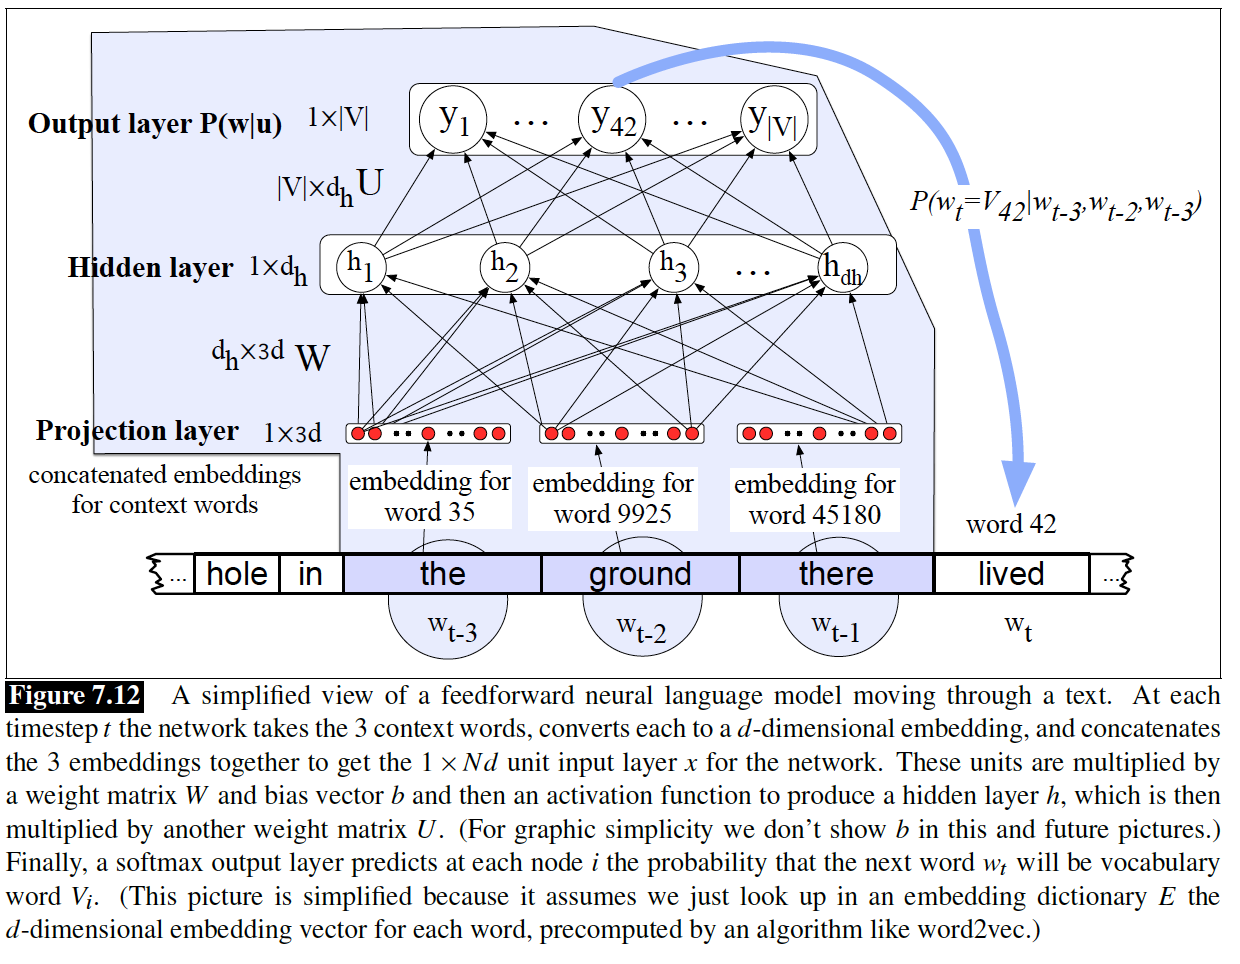 Output layer P(w|u) 1×|V|
y1 ... y42 ... y|V|
|V|×dh U
P(wt=V42|wt-3,wt-2,wt-3)
Hidden layer 1×dh
h1 h2 h3 ... hdh
dh×3d W
Projection layer 1×3d
concatenated embeddings
for context words
embedding for
word 35
embedding for
word 9925
embedding for
word 45180
word 42
... hole in the ground there lived ...
wt-3 wt-2 wt-1 wt
Figure 7.12 A simplified view of a feedforward neural language model moving through a text. At each
timestep t the network takes the 3 context words, converts each to a d-dimensional embedding, and concatenates
the 3 embeddings together to get the 1 × Nd unit input layer x for the network. These units are multiplied by
a weight matrix W and bias vector b and then an activation function to produce a hidden layer h, which is then
multiplied by another weight matrix U. (For graphic simplicity we don't show b in this and future pictures.)
Finally, a softmax output layer predicts at each node i the probability that the next word wt will be vocabulary
word Vi. (This picture is simplified because it assumes we just look up in an embedding dictionary E the
d-dimensional embedding vector for each word, precomputed by an algorithm like word2vec.)